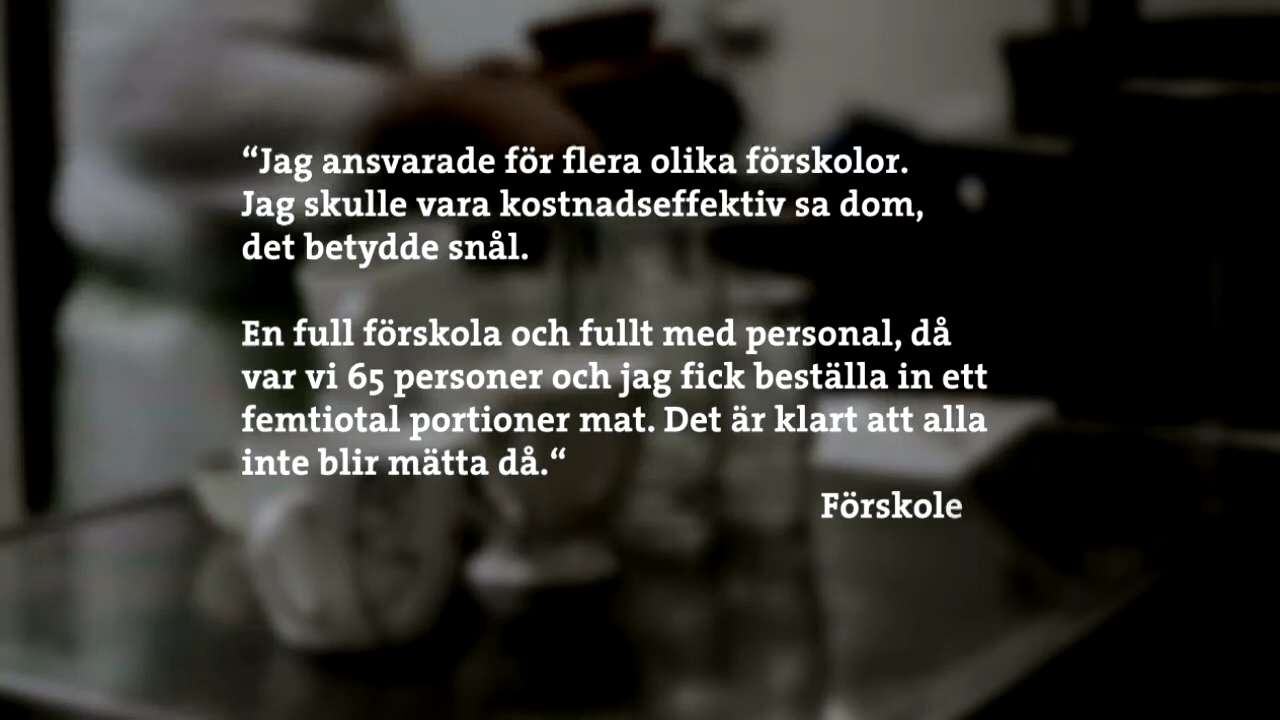 “Jag ansvarade för flera olika förskolor.
Jag skulle vara kostnadseffektiv sa dom,
det betydde snål.
En full förskola och fullt med personal, då
var vi 65 personer och jag fick beställa in ett
femtiotal portioner mat. Det är klart att alla
inte blir mätta då.“
Förskole